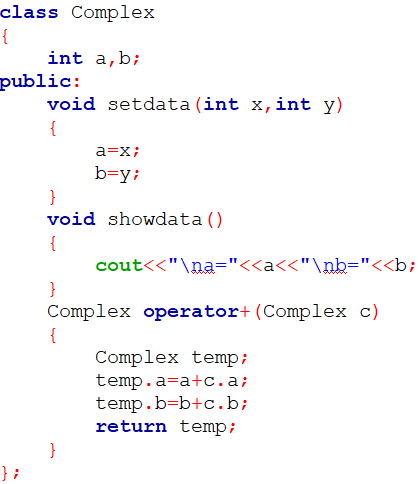 class Complex
{
    int a,b;
public:
    void setdata(int x,int y)
    {
        a=x;
        b=y;
    }
    void showdata()
    {
        cout<<"\na="<<a<<"\nb="<<b;
    }
    Complex operator+(Complex c)
    {
        Complex temp;
        temp.a=a+c.a;
        temp.b=b+c.b;
        return temp;
    }
};